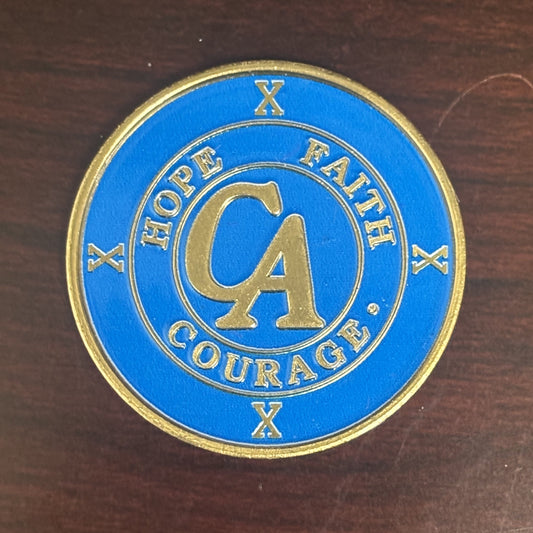 X
HOPE FAITH
X CA X
COURAGE®
X